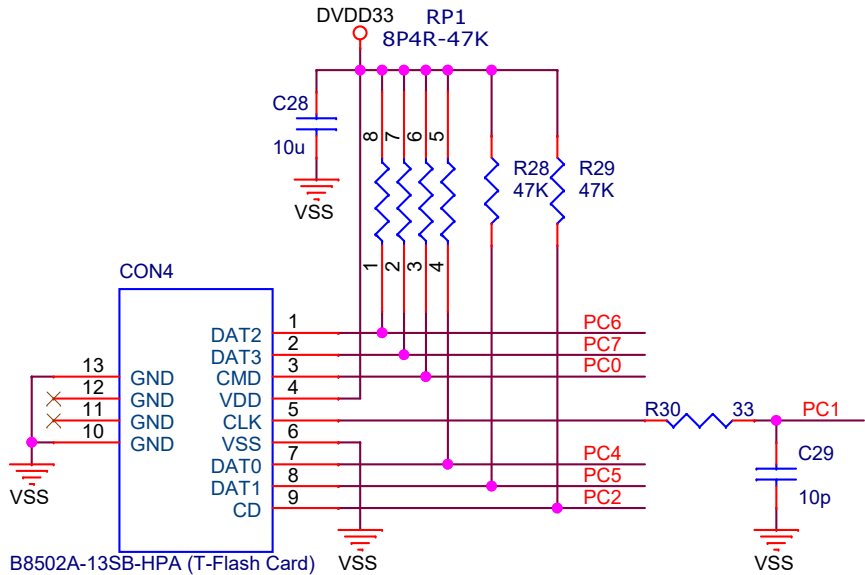 DVDD33
RP1
8P4R-47K
C28
10u
VSS
8
7
6
5
R28
47K
R29
47K
1
2
3
4
CON4
DAT2 1 PC6
DAT3 2 PC7
13 GND CMD 3 PC0
12 GND VDD 4
11 GND CLK 5 R30 33 PC1
10 GND VSS 6
DAT0 7 PC4
DAT1 8 PC5
CD 9 PC2
C29
10p
VSS
VSS
VSS
B8502A-13SB-HPA (T-Flash Card)